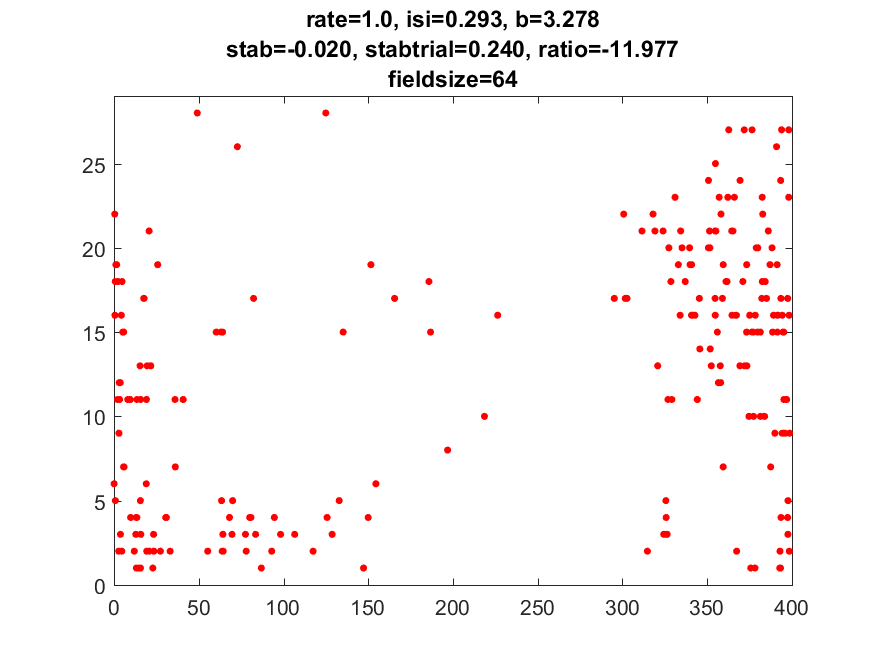 rate=1.0, isi=0.293, b=3.278
stab=-0.020, stabtrial=0.240, ratio=-11.977
fieldsize=64
25
20
15
10
5
0
0 50 100 150 200 250 300 350 400